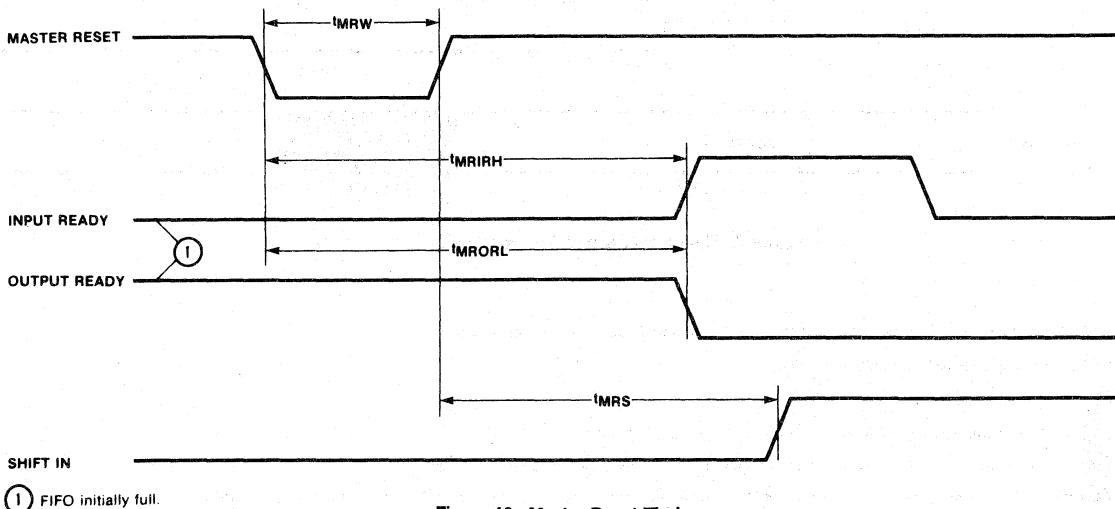 tMRW
MASTER RESET
tMRIRH
INPUT READY
1
tMRORL
OUTPUT READY
tMRS
SHIFT IN
1 FIFO initially full.